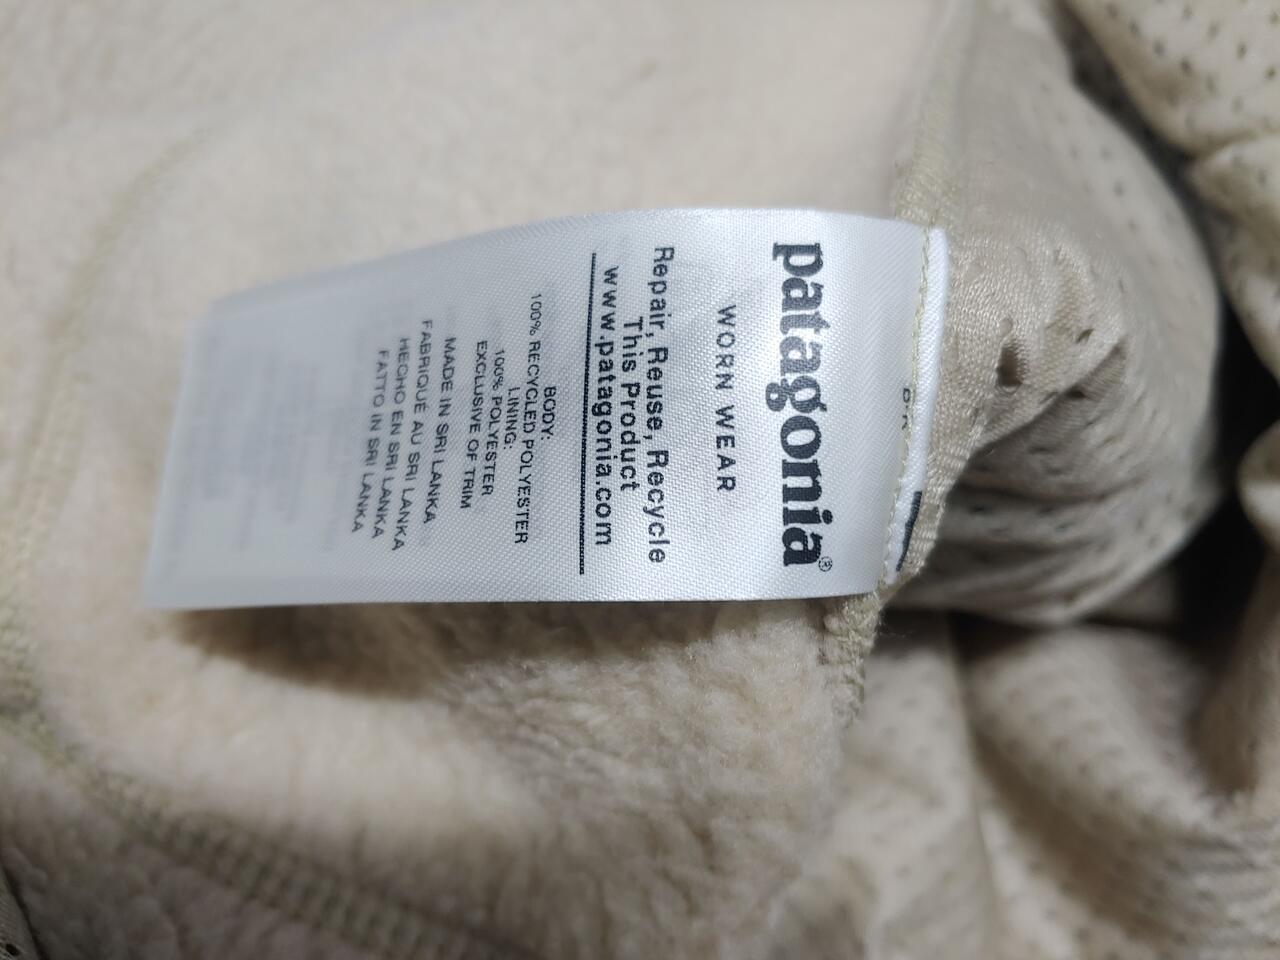 patagonia®
WORN WEAR
Repair, Reuse, Recycle
This Product
www.patagonia.com
BODY:
100% RECYCLED POLYESTER
LINING:
100% POLYESTER
EXCLUSIVE OF TRIM
MADE IN SRI LANKA
FABRIQUÉ AU SRI LANKA
HECHO EN SRI LANKA
FATTO IN SRI LANKA